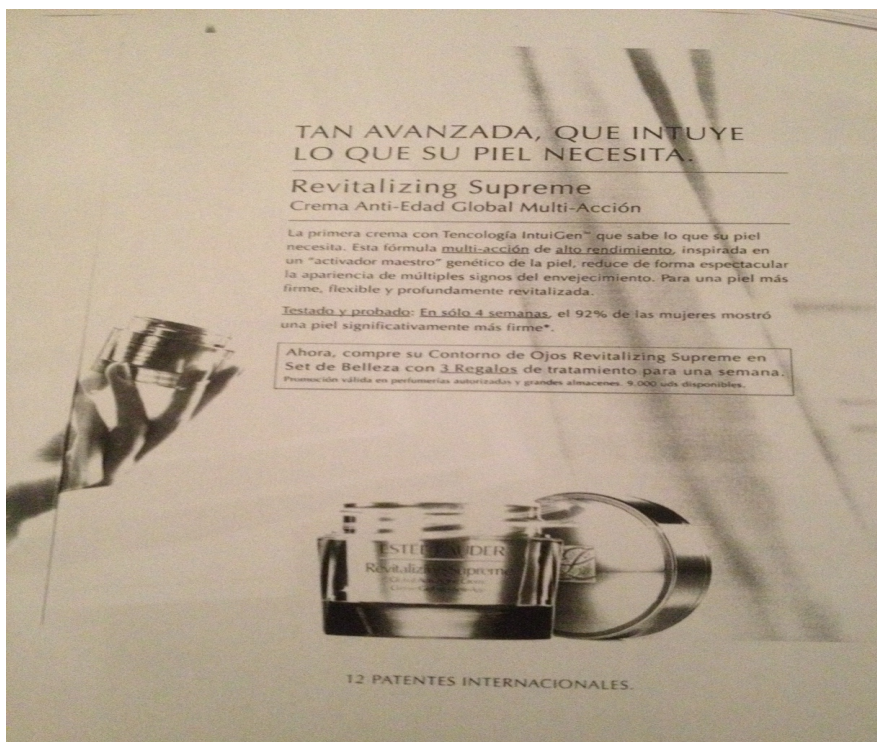 TAN AVANZADA, QUE INTUYE
LO QUE SU PIEL NECESITA.
Revitalizing Supreme
Crema Anti-Edad Global Multi-Acción
La primera crema con Tencología IntuiGen™ que sabe lo que su piel
necesita. Esta fórmula multi-acción de alto rendimiento, inspirada en
un "activador maestro" genético de la piel, reduce de forma espectacular
la apariencia de múltiples signos del envejecimiento. Para una piel más
firme, flexible y profundamente revitalizada.
Testado y probado: En sólo 4 semanas, el 92% de las mujeres mostró
una piel significativamente más firme*.
Ahora, compre su Contorno de Ojos Revitalizing Supreme en
Set de Belleza con 3 Regalos de tratamiento para una semana.
Promoción válida en perfumerías autorizadas y grandes almacenes. 9.000 uds disponibles.
ESTĒE LAUDER
Revitalizing Supreme
12 PATENTES INTERNACIONALES.